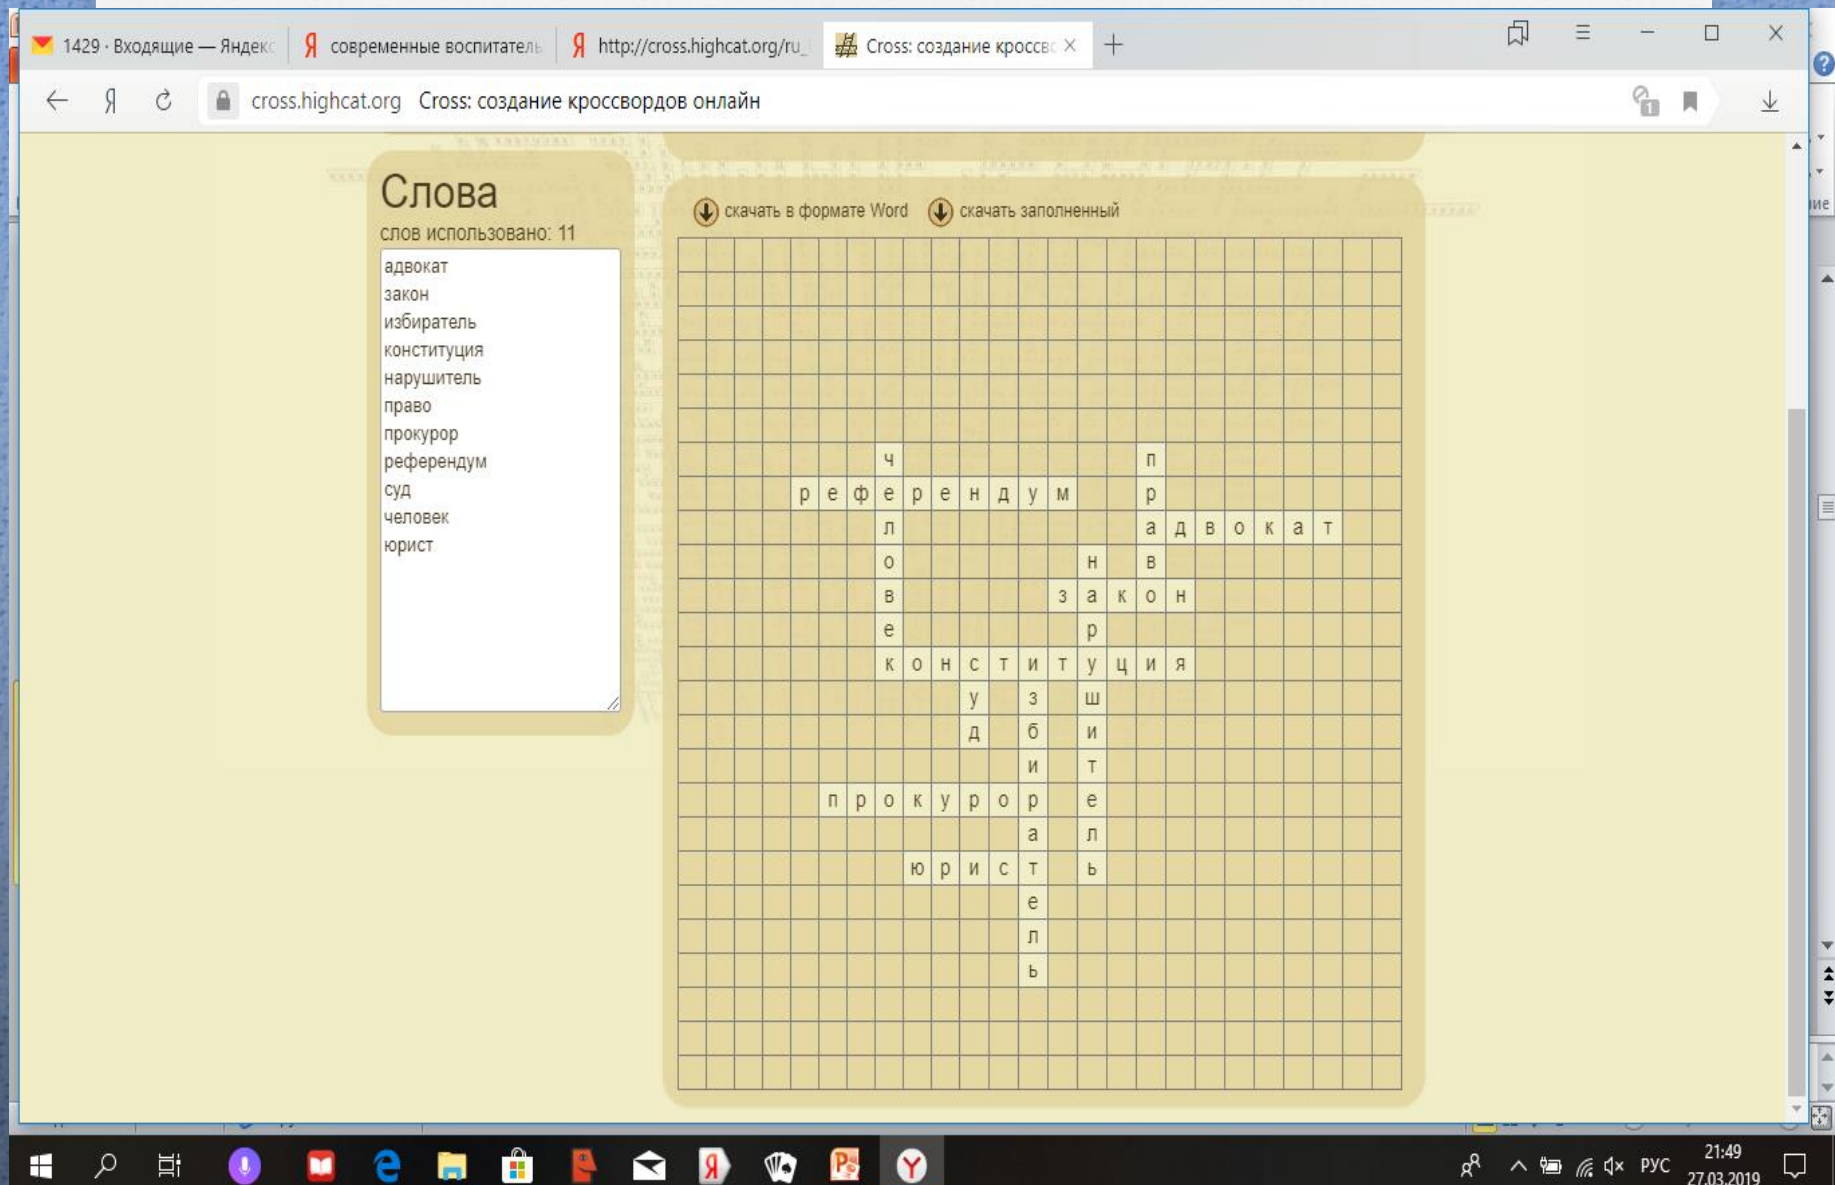 1429 · Входящие — Яндекс
современные воспитатель
http://cross.highcat.org/ru_
Cross: создание кроссво
cross.highcat.org Cross: создание кроссвордов онлайн
Слова
слов использовано: 11
адвокат
закон
избиратель
конституция
нарушитель
право
прокурор
референдум
суд
человек
юрист
скачать в формате Word
скачать заполненный
ч п
р е ф е р е н д у м р
л а д в о к а т
о н в
в з а к о н
е р
к о н с т и т у ц и я
у з ш
д б и
и т
п р о к у р о р е
а л
ю р и с т ь
е
л
ь
РУС
21:49
27.03.2019